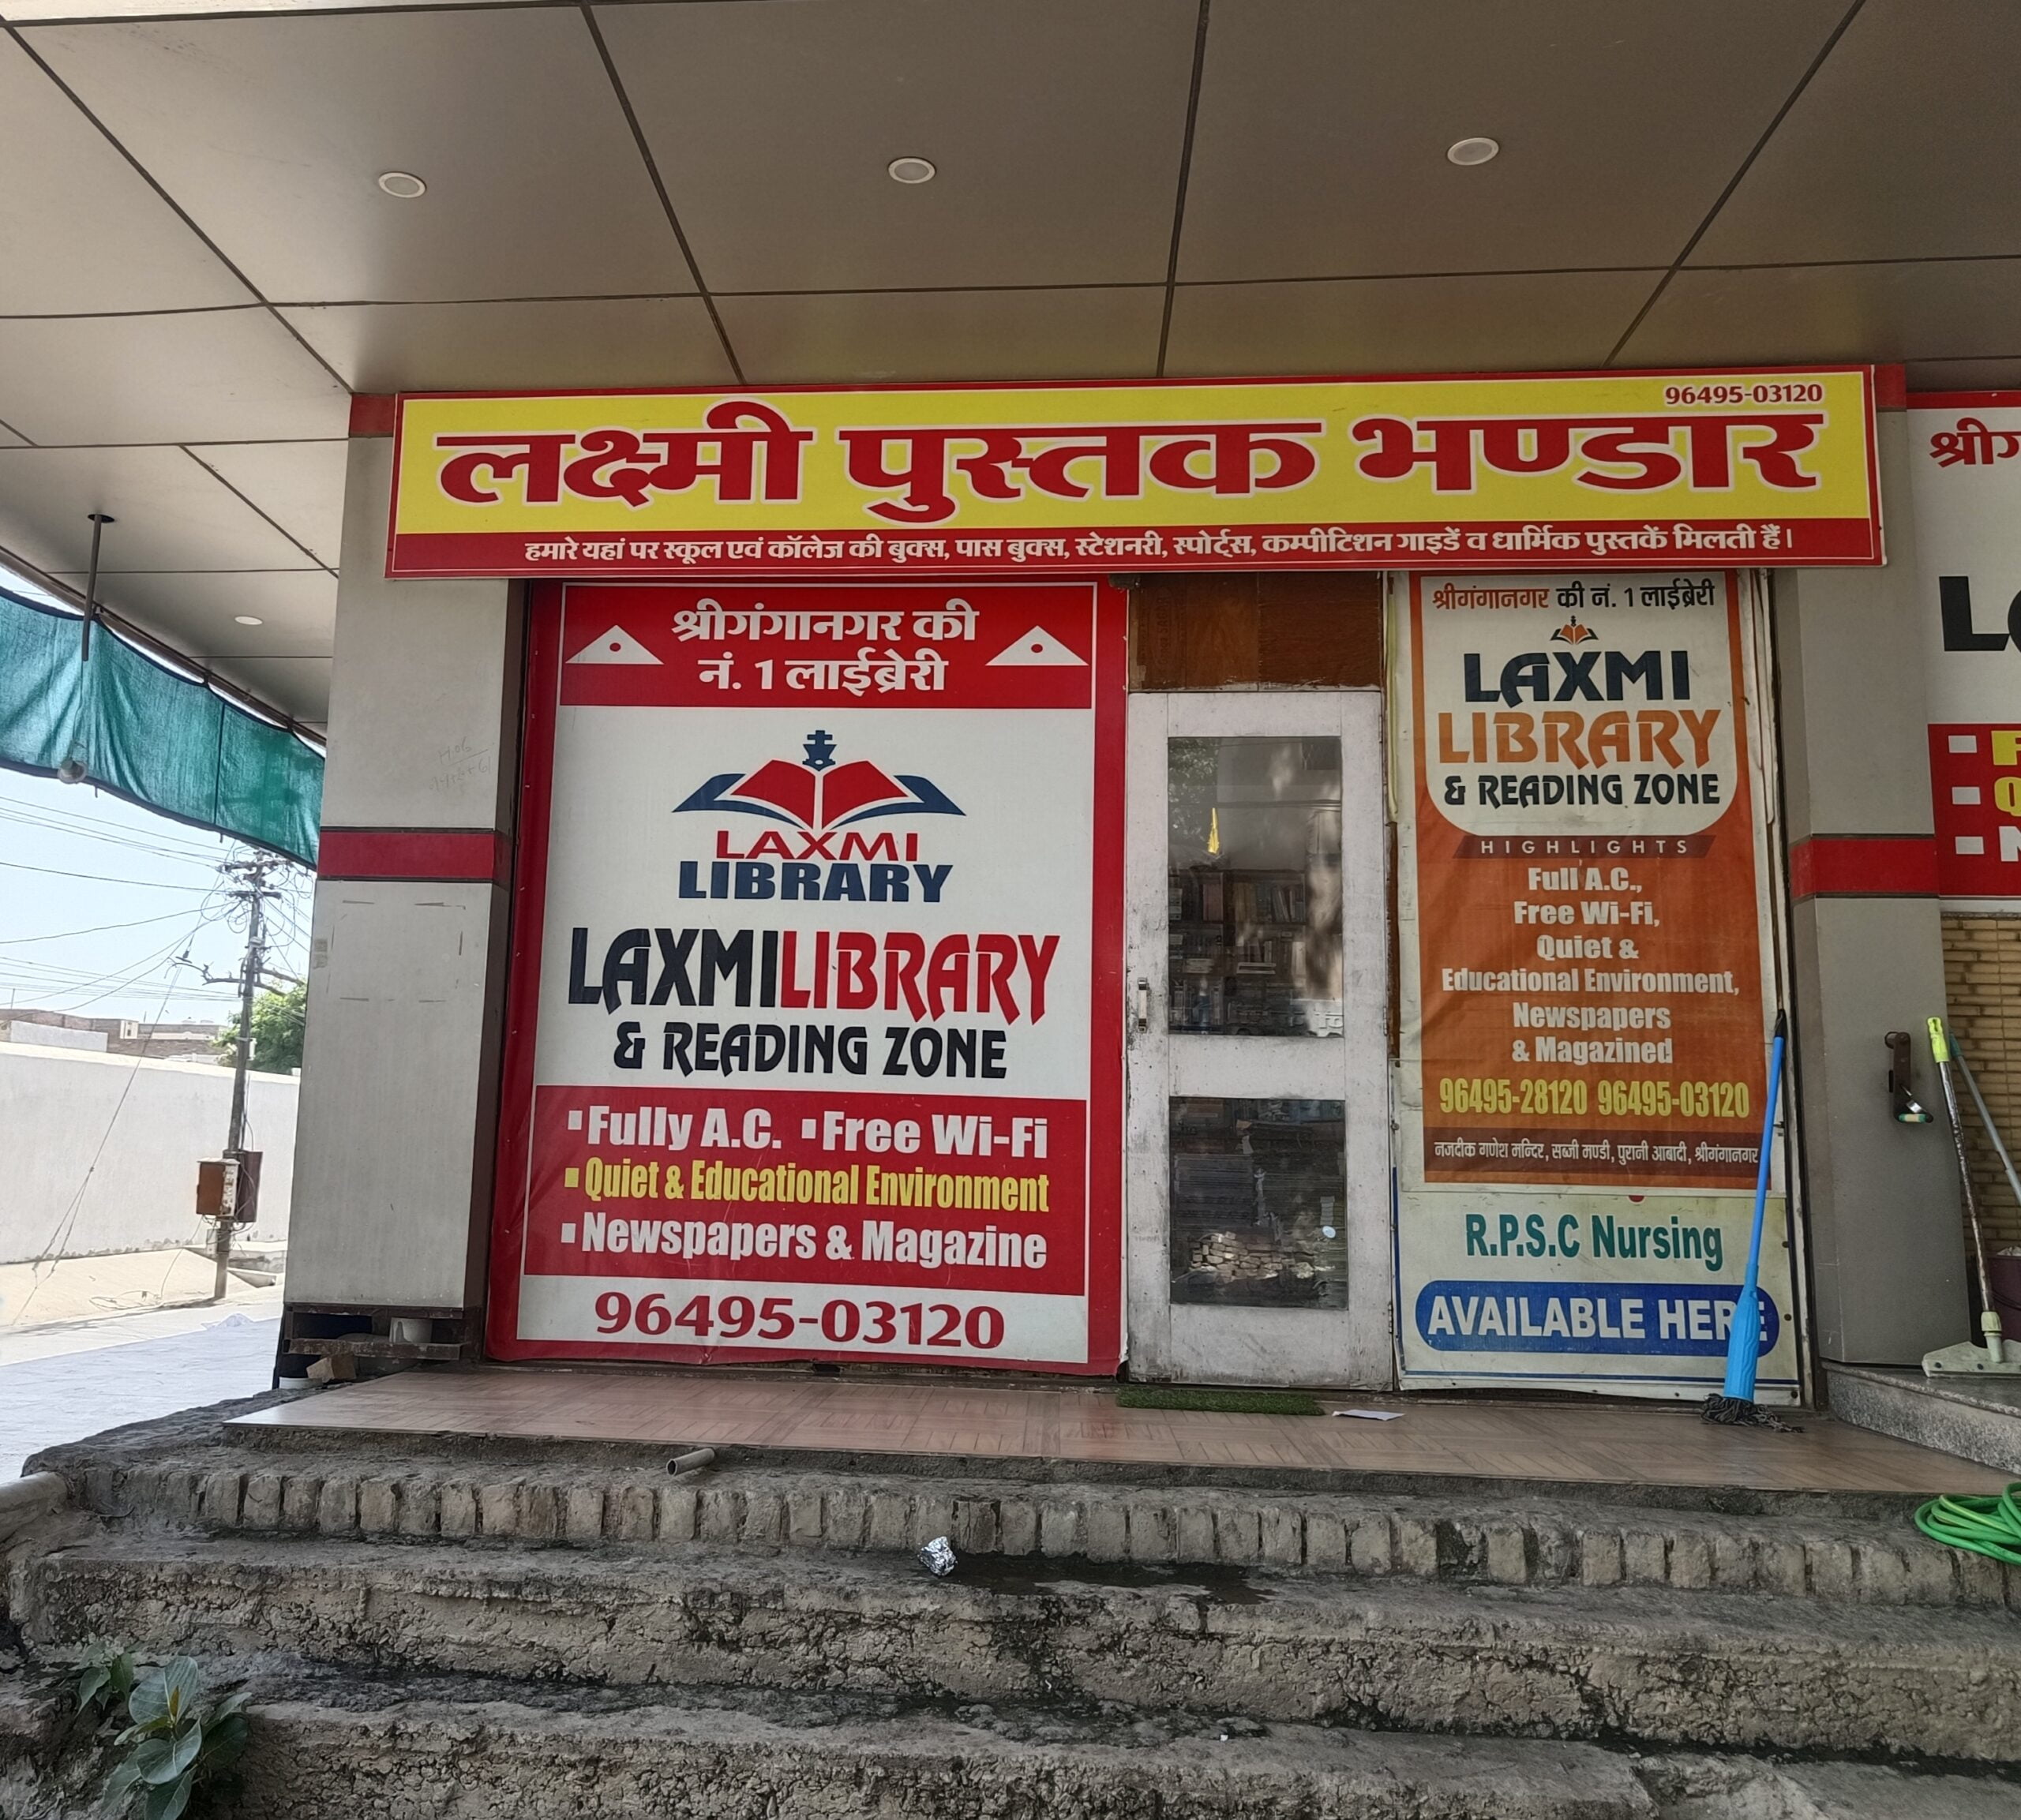 96495-03120
लक्ष्मी पुस्तक भण्डार
हमारे यहां पर स्कूल एवं कॉलेज की बुक्स, पास बुक्स, स्टेशनरी, स्पोर्ट्स, कम्पीटिशन गाइडें व धार्मिक पुस्तकें मिलती हैं।
श्रीगंगानगर की
नं. 1 लाईब्रेरी
LAXMI
LIBRARY
LAXMI LIBRARY
& READING ZONE
▪Fully A.C. ▪Free Wi-Fi
▪Quiet & Educational Environment
▪Newspapers & Magazine
96495-03120
श्रीगंगानगर की नं. 1 लाईब्रेरी
LAXMI
LIBRARY
& READING ZONE
HIGHLIGHTS
Full A.C.,
Free Wi-Fi,
Quiet &
Educational Environment,
Newspapers
& Magazined
96495-28120 96495-03120
नजदीक गणेश मन्दिर, सब्जी मण्डी, पुरानी आबादी, श्रीगंगानगर
R.P.S.C Nursing
AVAILABLE HERE